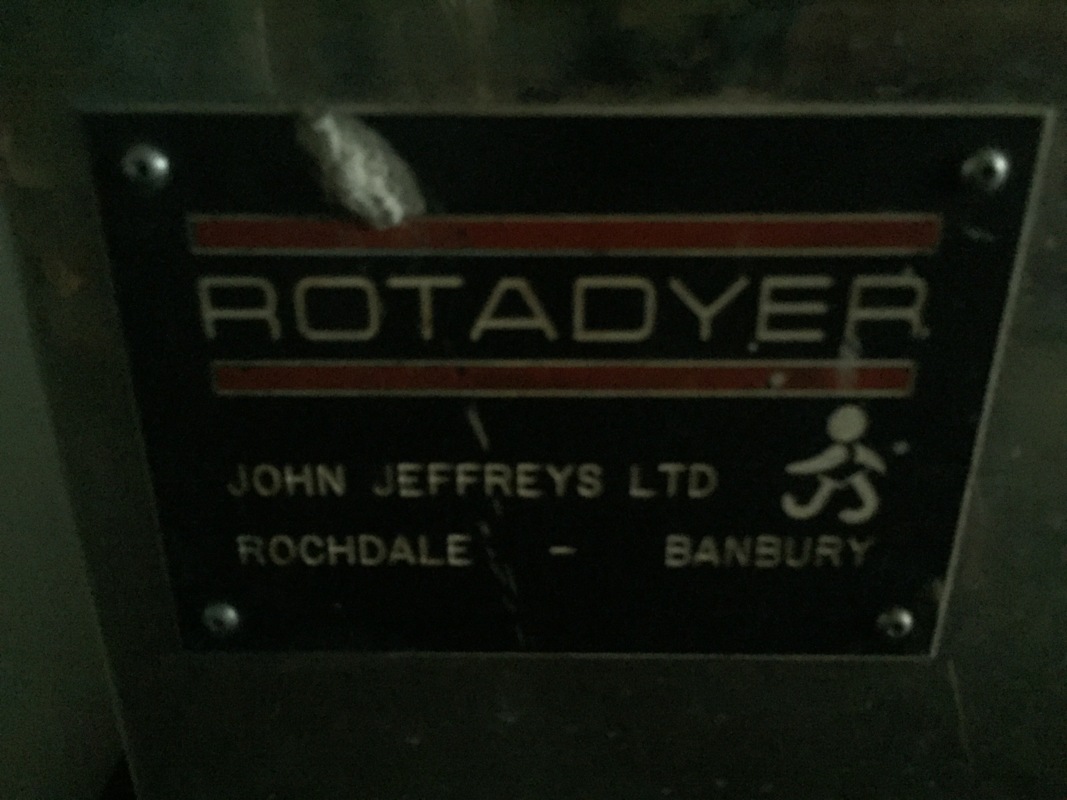 ROTADYER
JOHN JEFFREYS LTD
ROCHDALE - BANBURY